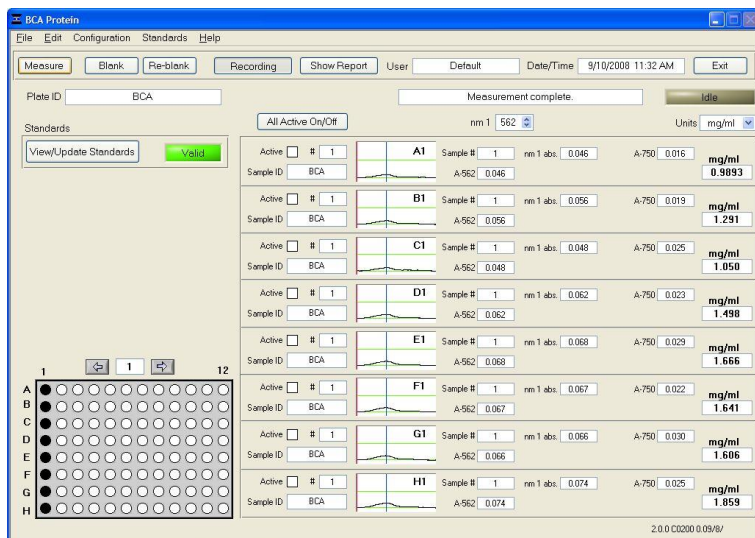 BCA Protein
File Edit Configuration Standards Help
Measure Blank Re-blank Recording Show Report User Default Date/Time 9/10/2008 11:32 AM Exit
Plate ID BCA Measurement complete. Idle
Standards
All Active On/Off nm 1 562 Units mg/ml
View/Update Standards Valid
Active # 1 A1 Sample # 1 nm 1 abs. 0.046 A-750 0.016 mg/ml
Sample ID BCA A-562 0.046 0.9893
Active # 1 B1 Sample # 1 nm 1 abs. 0.056 A-750 0.019 mg/ml
Sample ID BCA A-562 0.056 1.291
Active # 1 C1 Sample # 1 nm 1 abs. 0.048 A-750 0.025 mg/ml
Sample ID BCA A-562 0.048 1.050
Active # 1 D1 Sample # 1 nm 1 abs. 0.062 A-750 0.023 mg/ml
Sample ID BCA A-562 0.062 1.498
Active # 1 E1 Sample # 1 nm 1 abs. 0.068 A-750 0.029 mg/ml
Sample ID BCA A-562 0.068 1.666
Active # 1 F1 Sample # 1 nm 1 abs. 0.067 A-750 0.022 mg/ml
Sample ID BCA A-562 0.067 1.641
Active # 1 G1 Sample # 1 nm 1 abs. 0.066 A-750 0.030 mg/ml
Sample ID BCA A-562 0.066 1.606
Active # 1 H1 Sample # 1 nm 1 abs. 0.074 A-750 0.025 mg/ml
Sample ID BCA A-562 0.074 1.859
1 1 12
A
B
C
D
E
F
G
H
2.0.0 C0200 0.09/8/